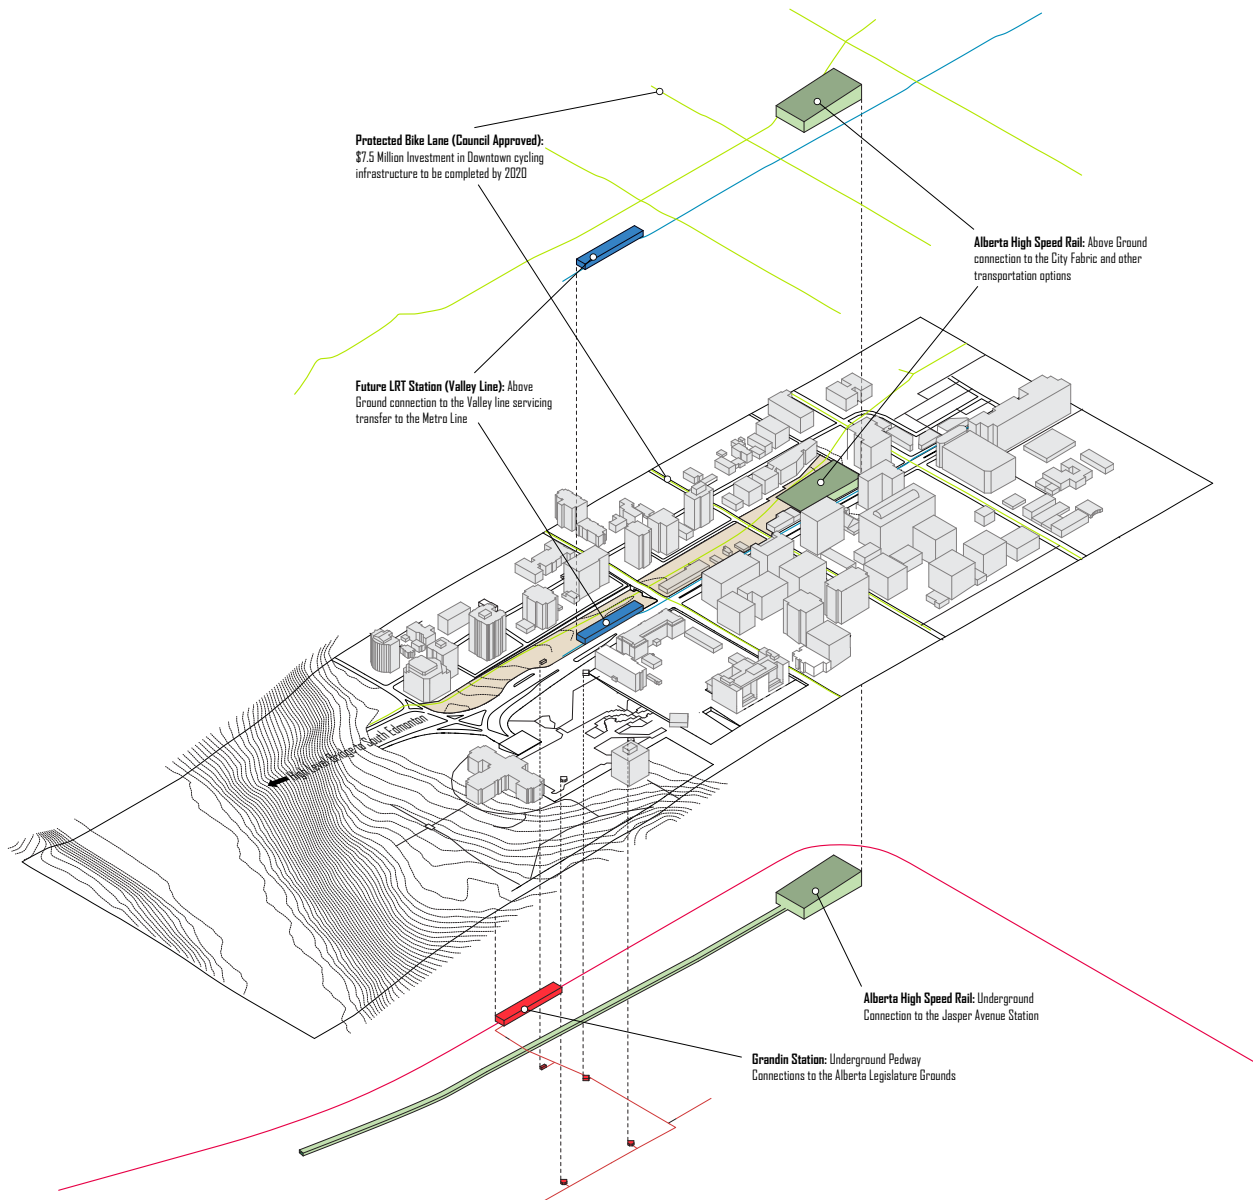 Protected Bike Lane (Council Approved):
$7.5 Million Investment in Downtown cycling
infrastructure to be completed by 2020
Alberta High Speed Rail: Above Ground
connection to the City Fabric and other
transportation options
Future LRT Station (Valley Line): Above
Ground connection to the Valley line servicing
transfer to the Metro Line
High Level Bridge to South Edmonton
Alberta High Speed Rail: Underground
Connection to the Jasper Avenue Station
Grandin Station: Underground Pedway
Connections to the Alberta Legislature Grounds